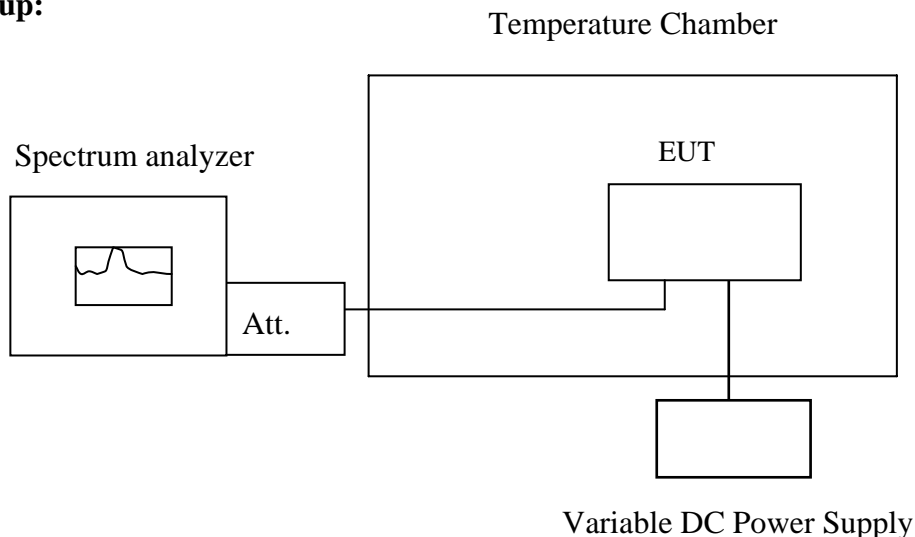 up:
Temperature Chamber
Spectrum analyzer
EUT
Att.
Variable DC Power Supply